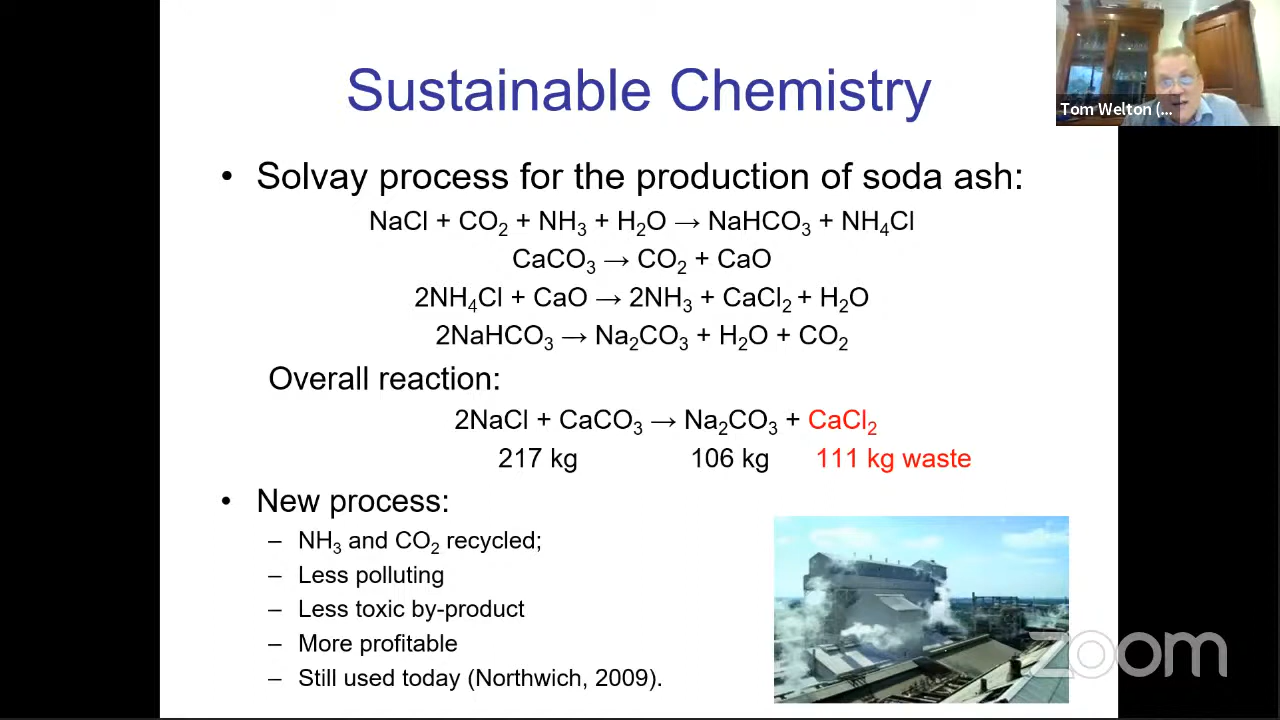 Sustainable Chemistry
Tom Welton (...
• Solvay process for the production of soda ash:
NaCl + CO₂ + NH₃ + H₂O → NaHCO₃ + NH₄Cl
CaCO₃ → CO₂ + CaO
2NH₄Cl + CaO → 2NH₃ + CaCl₂ + H₂O
2NaHCO₃ → Na₂CO₃ + H₂O + CO₂
Overall reaction:
2NaCl + CaCO₃ → Na₂CO₃ + CaCl₂
217 kg 106 kg 111 kg waste
• New process:
– NH₃ and CO₂ recycled;
– Less polluting
– Less toxic by-product
– More profitable
– Still used today (Northwich, 2009).
zoom